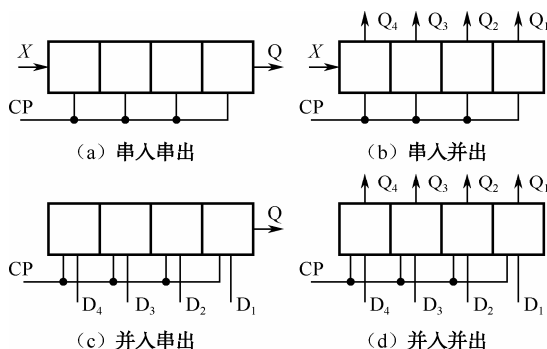 Q₄ Q₃ Q₂ Q₁
X Q X
CP CP
(a) 串入串出 (b) 串入并出
Q₄ Q₃ Q₂ Q₁
Q
CP CP
D₄ D₃ D₂ D₁ D₄ D₃ D₂ D₁
(c) 并入串出 (d) 并入并出